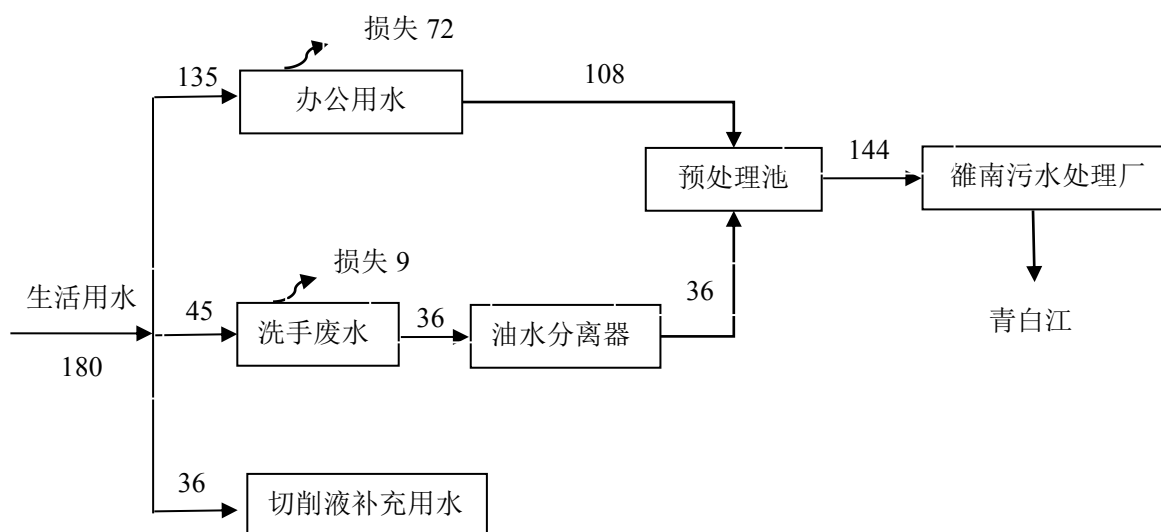 损失 72
135
办公用水
108
预处理池
144
雒南污水处理厂
青白江
生活用水
180
45
损失 9
洗手废水
36
油水分离器
36
36
切削液补充用水